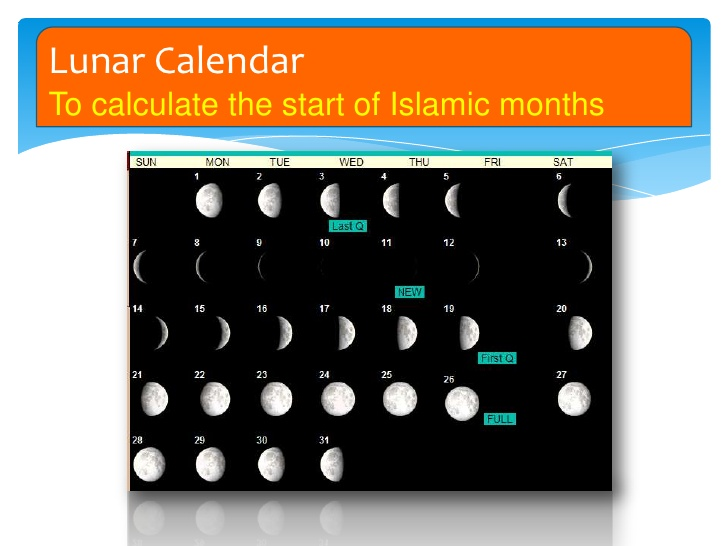 Lunar Calendar
To calculate the start of Islamic months
SUN MON TUE WED THU FRI SAT
1 2 3 4 5 6
Last Q
7 8 9 10 11 12 13
NEW
14 15 16 17 18 19 20
First Q
21 22 23 24 25 26 27
FULL
28 29 30 31